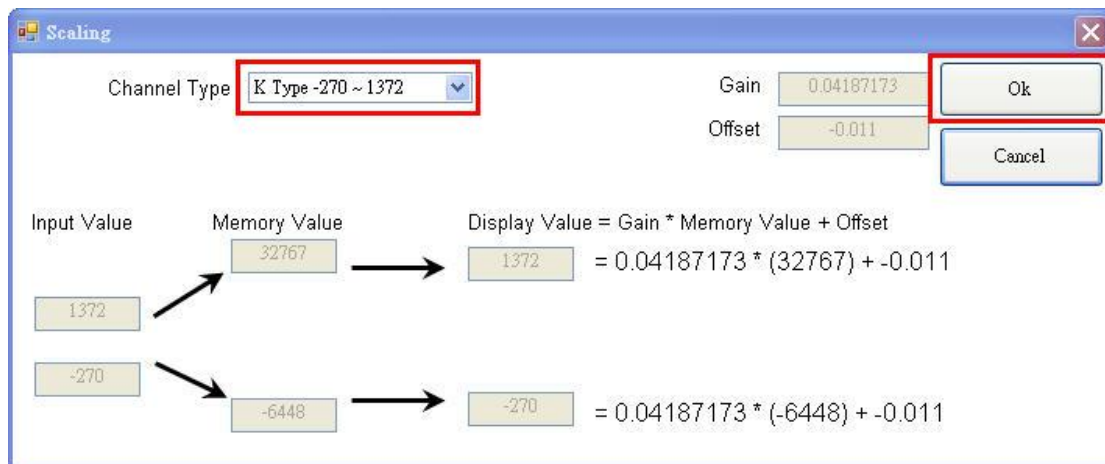 Scaling
Channel Type K Type -270 ~ 1372 Gain 0.04187173 Ok
Offset -0.011 Cancel
Input Value Memory Value Display Value = Gain * Memory Value + Offset
32767 1372 = 0.04187173 * (32767) + -0.011
1372
-270
-6448 -270 = 0.04187173 * (-6448) + -0.011